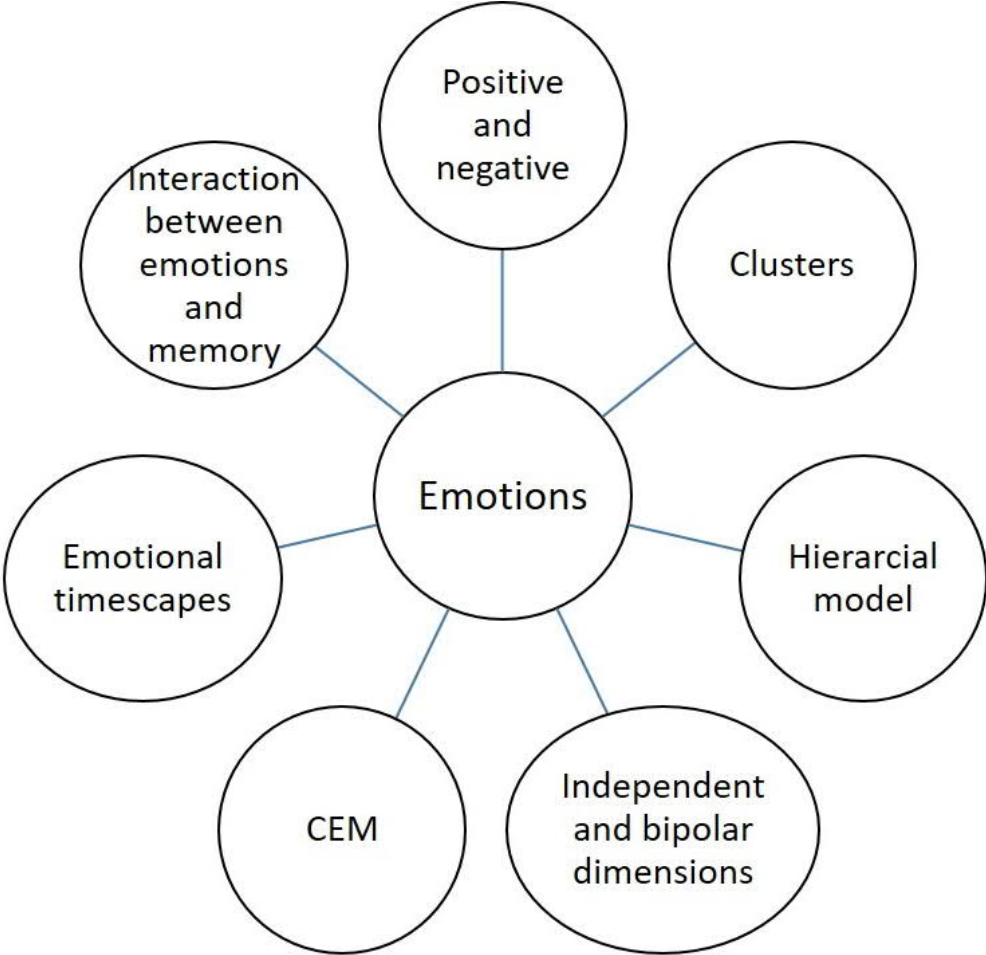 Positive
and
negative
Clusters
Hierarcial
model
Independent
and bipolar
dimensions
CEM
Emotional
timescapes
Interaction
between
emotions
and
memory
Emotions